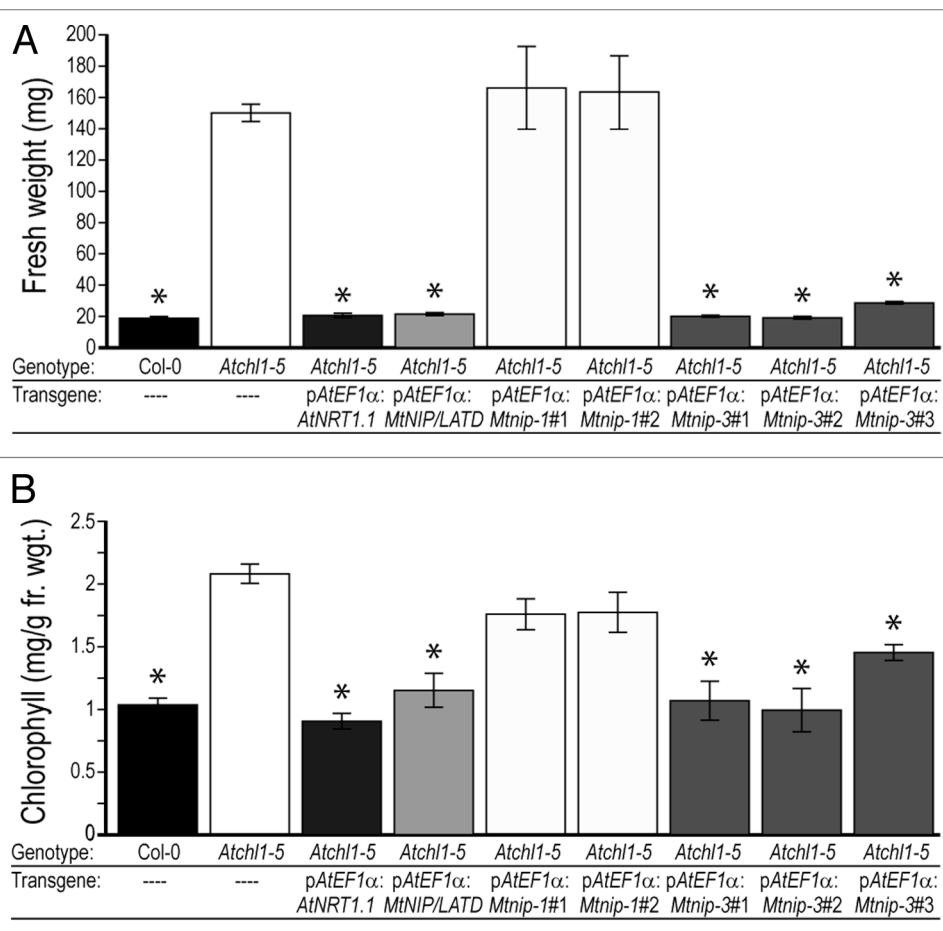 A
Fresh weight (mg)
200
180
160
140
120
100
80
60
40
20
0
* * * * * *
Genotype: Col-0 Atchl1-5 Atchl1-5 Atchl1-5 Atchl1-5 Atchl1-5 Atchl1-5 Atchl1-5 Atchl1-5
Transgene: ---- ---- pAtEF1α: pAtEF1α: pAtEF1α: pAtEF1α: pAtEF1α: pAtEF1α: pAtEF1α:
AtNRT1.1 MtNIP/LATD Mtnip-1#1 Mtnip-1#2 Mtnip-3#1 Mtnip-3#2 Mtnip-3#3
B
Chlorophyll (mg/g fr. wgt.)
2.5
2
1.5
1
0.5
0
* * * * * *
Genotype: Col-0 Atchl1-5 Atchl1-5 Atchl1-5 Atchl1-5 Atchl1-5 Atchl1-5 Atchl1-5 Atchl1-5
Transgene: ---- ---- pAtEF1α: pAtEF1α: pAtEF1α: pAtEF1α: pAtEF1α: pAtEF1α: pAtEF1α:
AtNRT1.1 MtNIP/LATD Mtnip-1#1 Mtnip-1#2 Mtnip-3#1 Mtnip-3#2 Mtnip-3#3